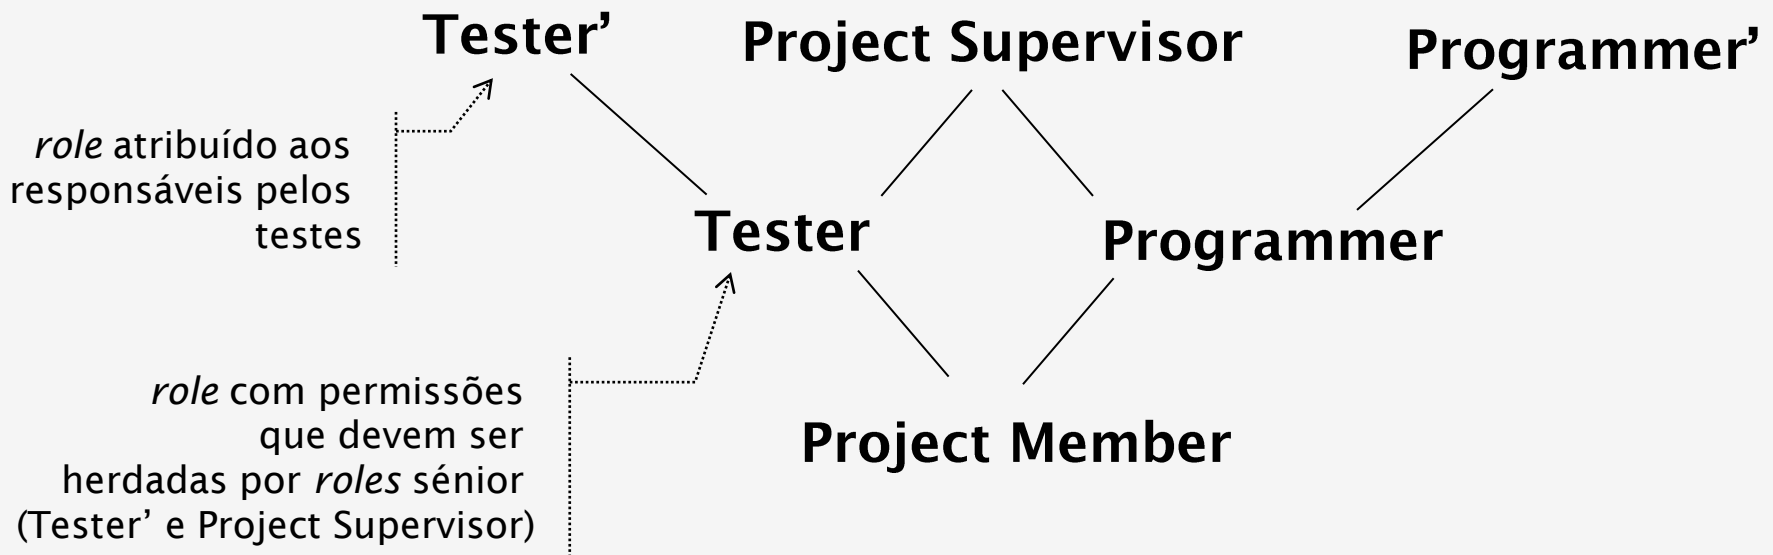 Tester’
Project Supervisor
Programmer’
role atribuído aos
responsáveis pelos
testes
Tester
Programmer
role com permissões
que devem ser
herdadas por roles sénior
(Tester’ e Project Supervisor)
Project Member